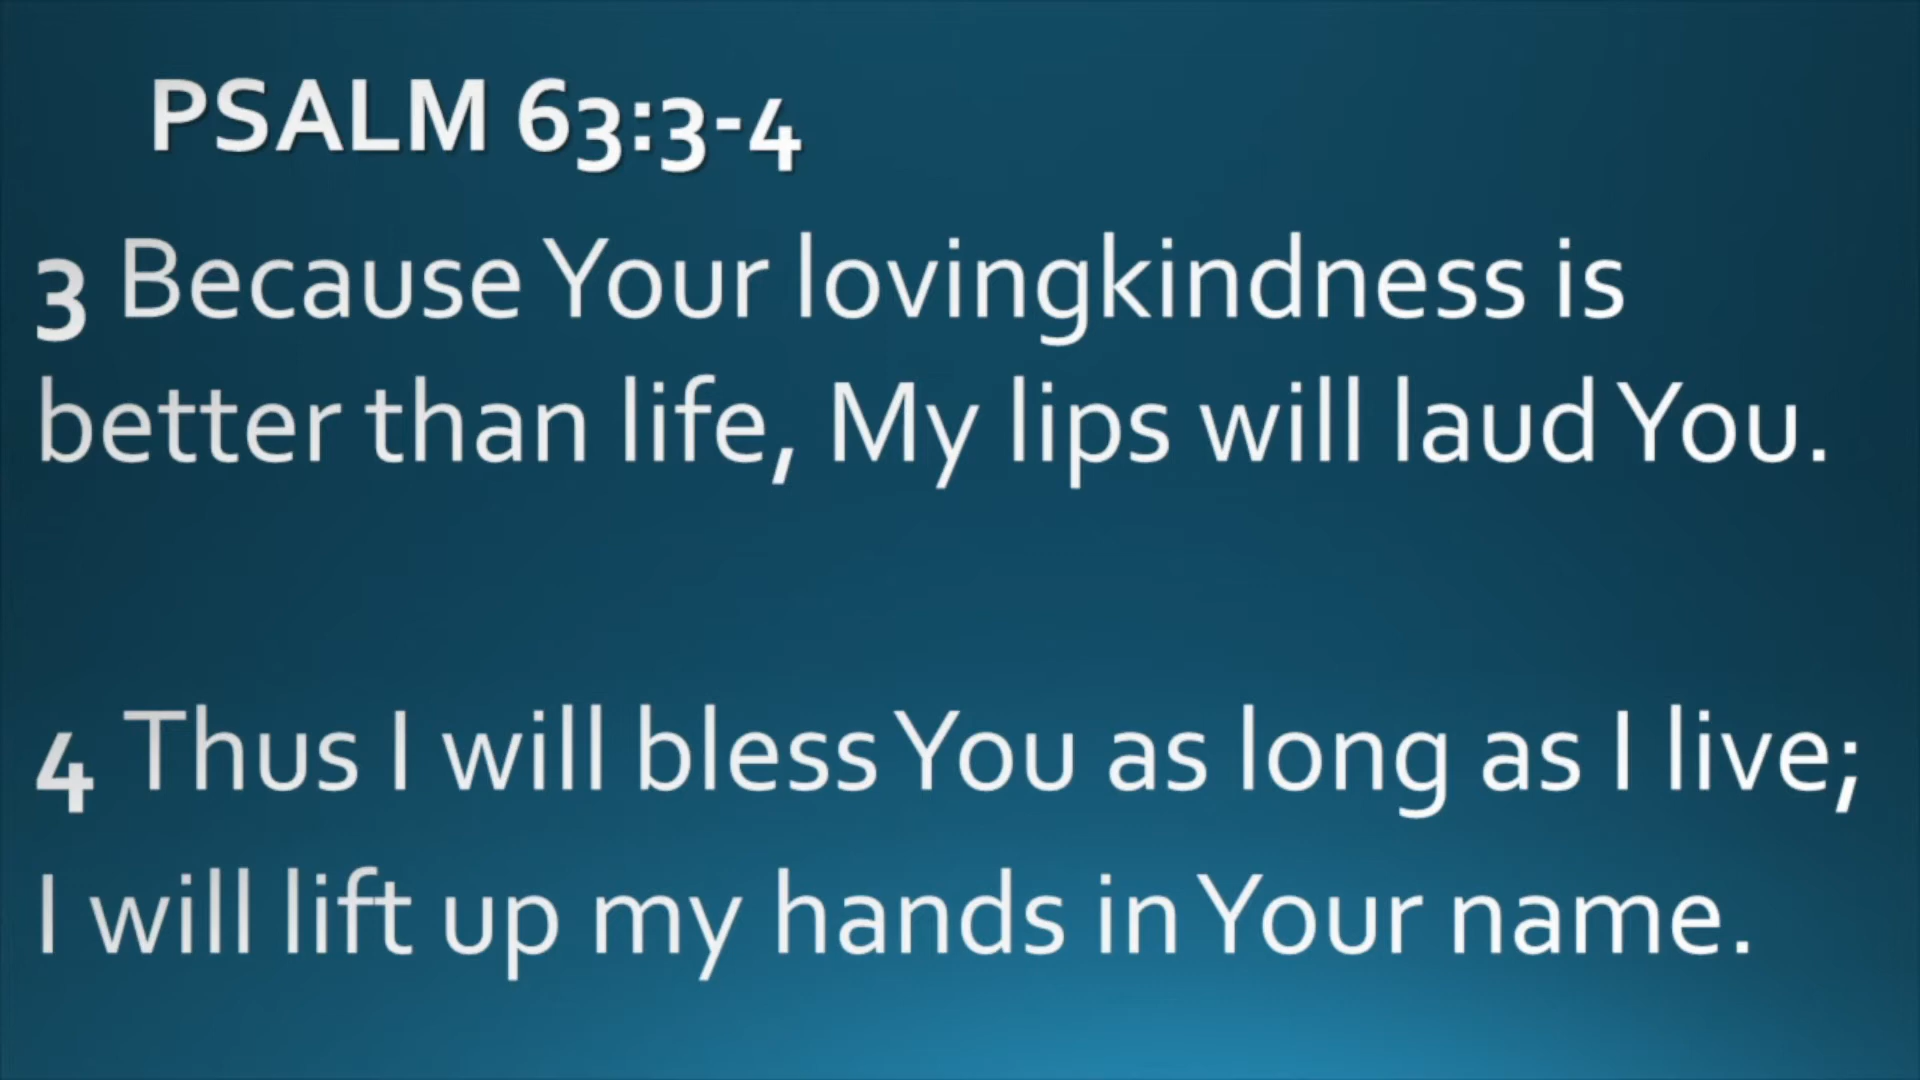 PSALM 63:3-4
3 Because Your lovingkindness is
better than life, My lips will laud You.
4 Thus I will bless You as long as I live;
I will lift up my hands in Your name.